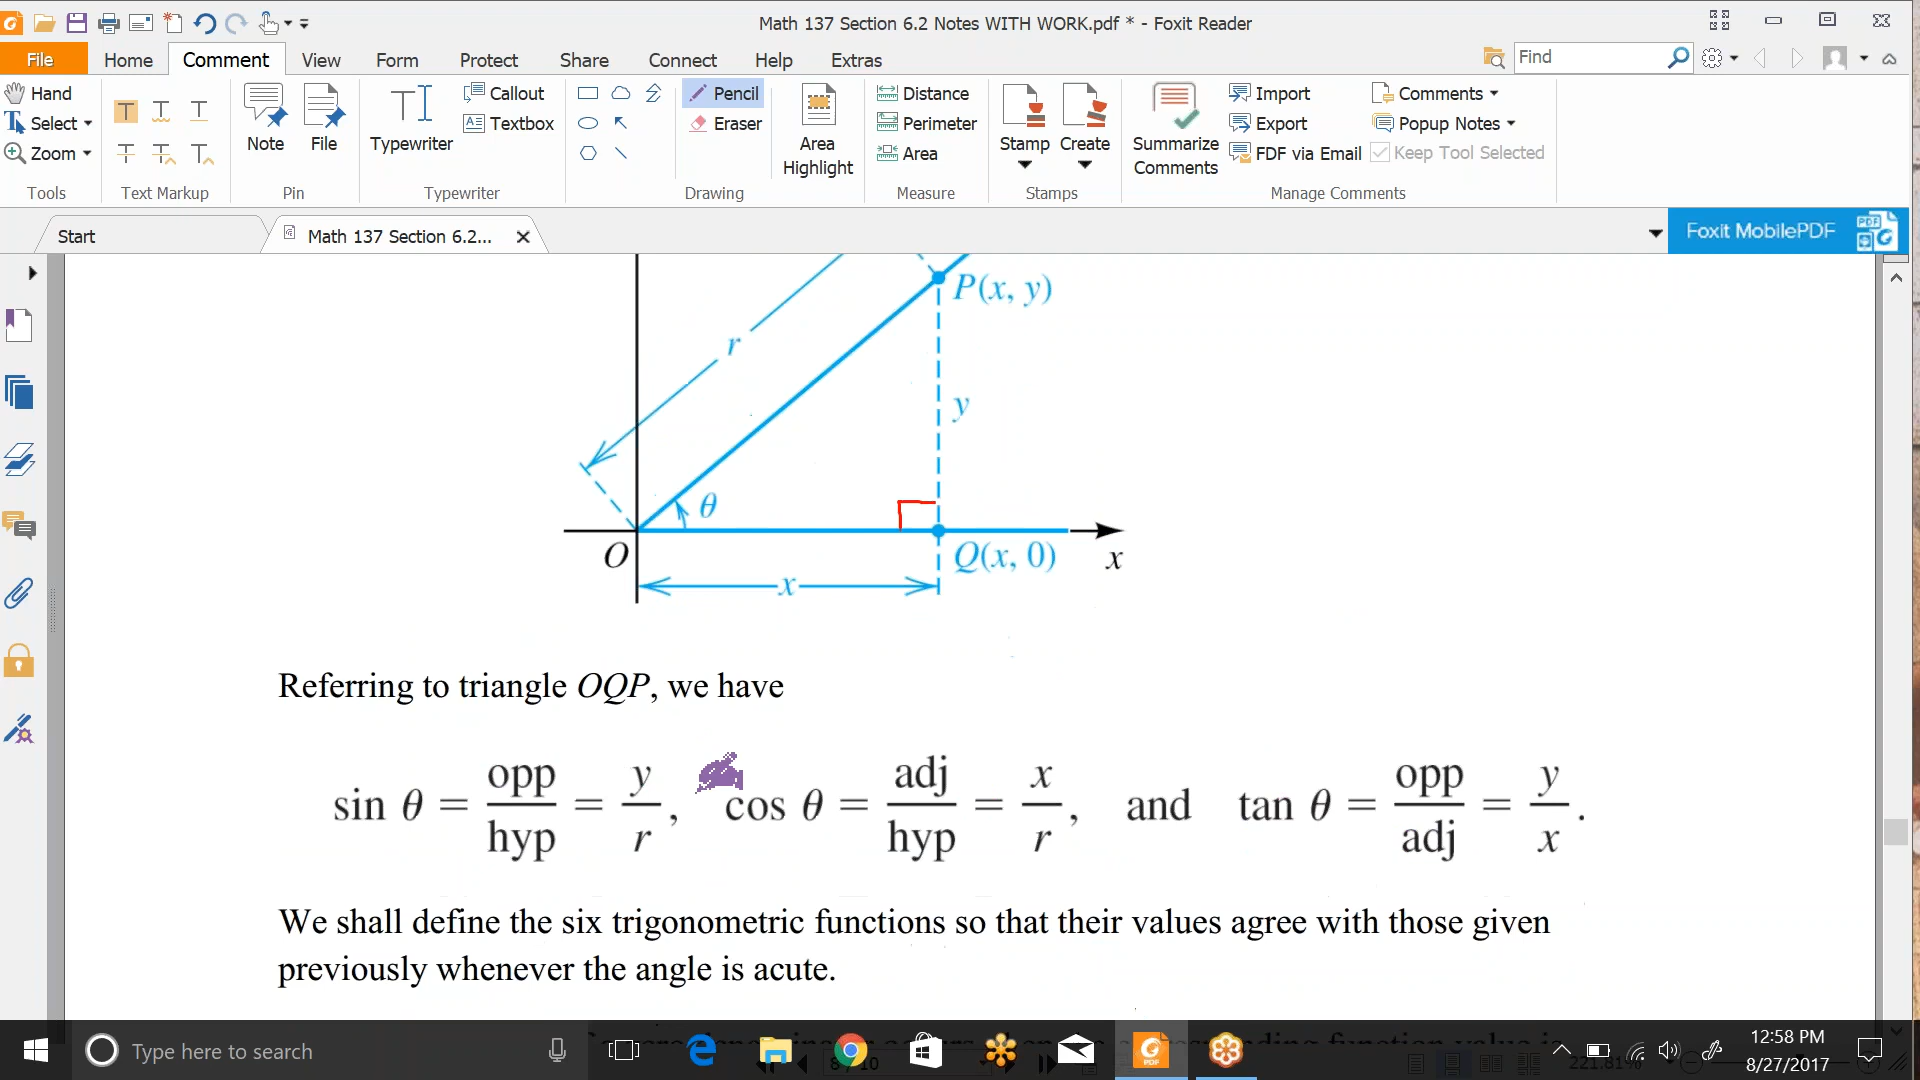 Math 137 Section 6.2 Notes WITH WORK.pdf * - Foxit Reader
File Home Comment View Form Protect Share Connect Help Extras
Find
Hand
Select
Zoom
Tools
Text Markup
Note
File
Pin
Typewriter
Callout
Textbox
Typewriter
Pencil
Eraser
Area
Highlight
Drawing
Distance
Perimeter
Area
Measure
Stamp
Create
Stamps
Summarize
Comments
Import
Export
FDF via Email
Comments
Popup Notes
Keep Tool Selected
Manage Comments
Start
Math 137 Section 6.2...
Foxit MobilePDF
P(x, y)
r
y
θ
O
Q(x, 0)
x
x
Referring to triangle OQP, we have
sin θ = opp/hyp = y/r, cos θ = adj/hyp = x/r, and tan θ = opp/adj = y/x.
We shall define the six trigonometric functions so that their values agree with those given
previously whenever the angle is acute.
Type here to search
8 / 10
221.81%
12:58 PM
8/27/2017